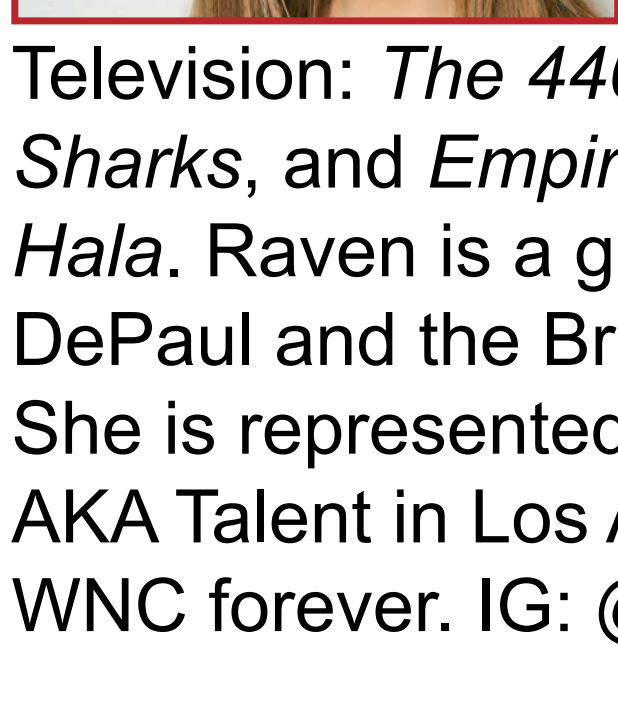 Television: The 440
Sharks, and Empir
Hala. Raven is a g
DePaul and the Br
She is represented
AKA Talent in Los A
WNC forever. IG: @